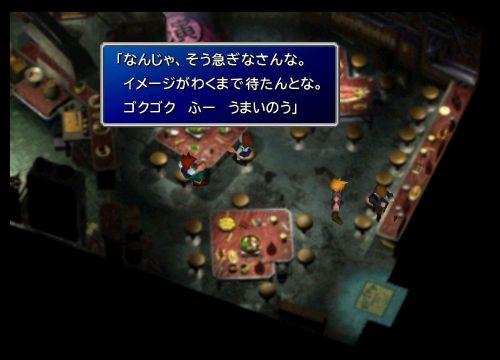 「なんじゃ、そう急ぎなさんな。
イメージがわくまで待たんとな。
ゴクゴク　ふー　うまいのう」